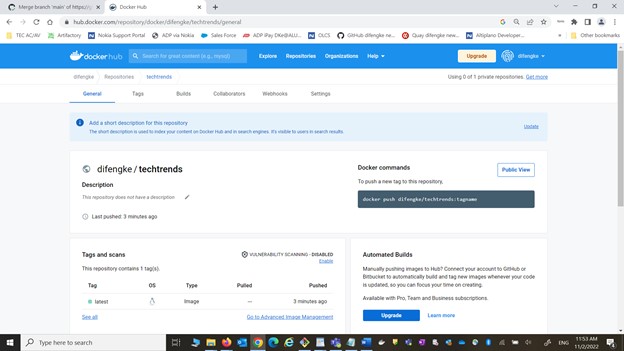 Merge branch 'main' of https://g
Docker Hub
hub.docker.com/repository/docker/difengke/techtrends/general
TEC AC/AV
Artifactory
Nokia Support Portal
ADP via Nokia
Sales Force
ADP iPay DKir@ALU...
OLCS
GitHub difengke ne...
Quay difengke newe...
Altiplano Developer...
»
Other bookmarks
docker hub
Search for great content (e.g., mysql)
Explore
Repositories
Organizations
Help
Upgrade
difengke
difengke
Repositories
techtrends
Using 0 of 1 private repositories. Get more
General
Tags
Builds
Collaborators
Webhooks
Settings
Add a short description for this repository
The short description is used to index your content on Docker Hub and in search engines. It's visible to users in search results.
Update
difengke / techtrends
Description
This repository does not have a description
Last pushed: 3 minutes ago
Docker commands
Public View
To push a new tag to this repository,
docker push difengke/techtrends:tagname
Tags and scans
VULNERABILITY SCANNING - DISABLED
Enable
This repository contains 1 tag(s).
Tag
OS
Type
Pulled
Pushed
latest
Image
---
3 minutes ago
See all
Go to Advanced Image Management
Automated Builds
Manually pushing images to Hub? Connect your account to GitHub or
Bitbucket to automatically build and tag new images whenever your code
is updated, so you can focus your time on creating.
Available with Pro, Team and Business subscriptions.
Upgrade
Learn more
Type here to search
ENG
11:53 AM
11/2/2022